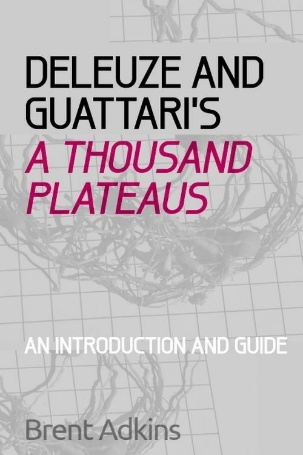 DELEUZE AND
GUATTARI'S
A THOUSAND
PLATEAUS
AN INTRODUCTION AND GUIDE
Brent Adkins